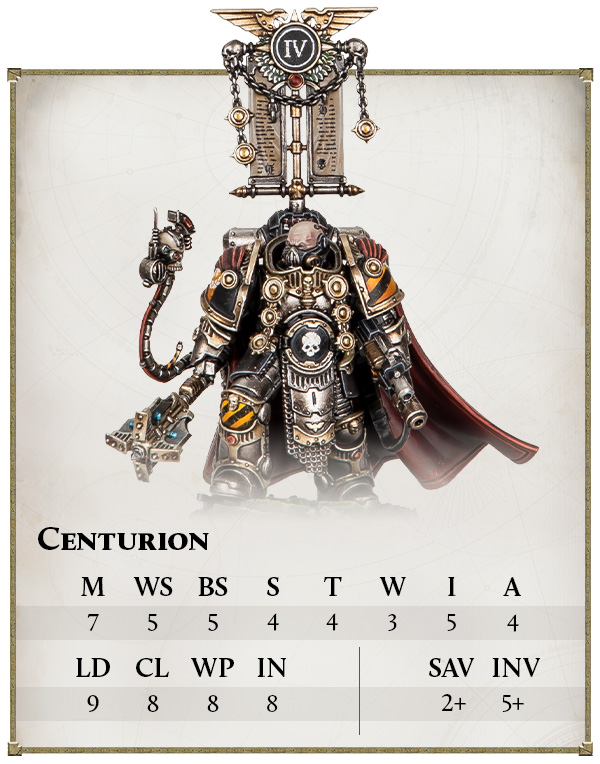 IV
CENTURION
M WS BS S T W I A
7 5 5 4 4 3 5 4
LD CL WP IN SAV INV
9 8 8 8 2+ 5+